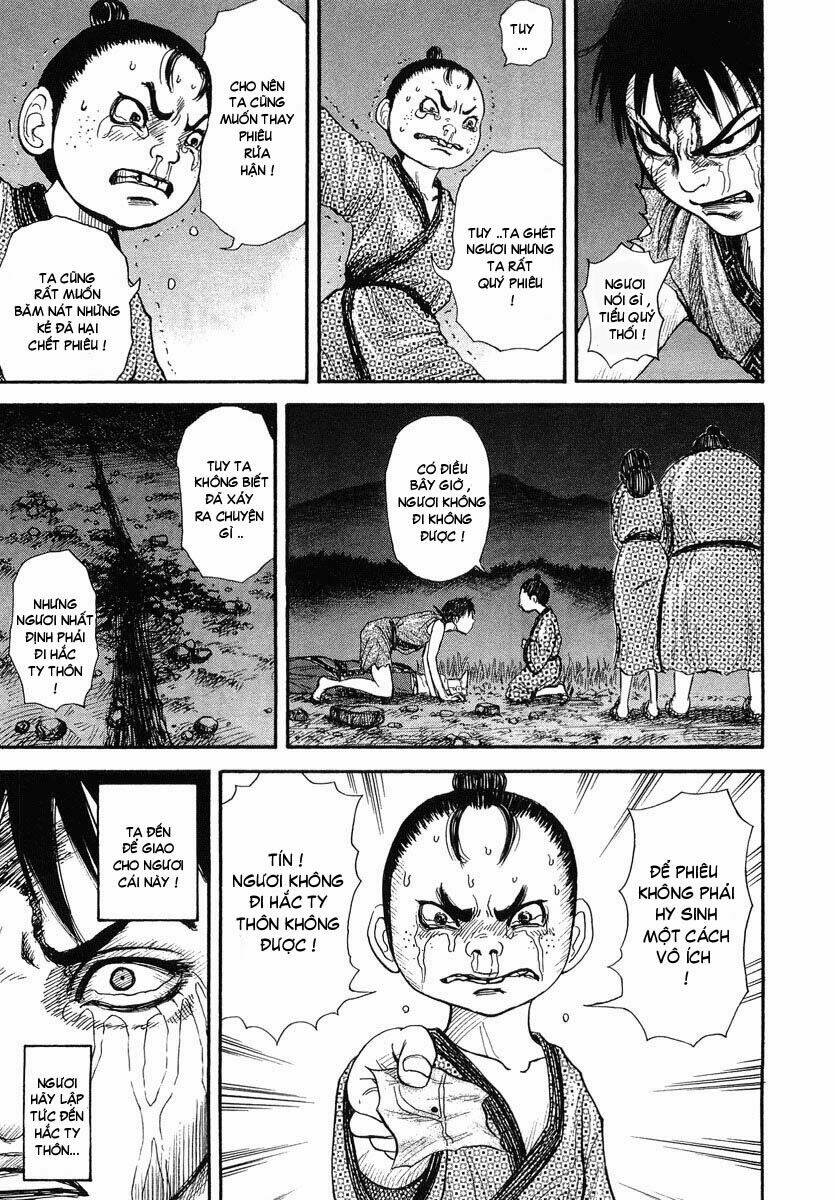 TUY
...
NGƯƠI
NÓI GÌ,
TIỂU QUỶ
THỐI!
TUY ..TA GHÉT
NGƯƠI NHƯNG
TA RẤT
QUÝ PHIÊU
!
CHO NÊN
TA CŨNG
MUỐN THAY
PHIÊU
RỬA
HẬN!
TA CŨNG
RẤT MUỐN
BĂM NÁT NHỮNG
KẺ ĐÃ HẠI
CHẾT PHIÊU!
CÓ ĐIỀU
BÂY GIỜ,
NGƯƠI KHÔNG
ĐI KHÔNG
ĐƯỢC!
TUY TA
KHÔNG BIẾT
ĐÃ XẢY
RA CHUYỆN
GÌ ..
NHƯNG
NGƯƠI NHẤT
ĐỊNH PHẢI
ĐI HẮC
TY THÔN
!
ĐỂ PHIÊU
KHÔNG PHẢI
HY SINH
MỘT CÁCH
VÔ ÍCH
!
TÍN!
NGƯƠI KHÔNG
ĐI HẮC TY
THÔN KHÔNG
ĐƯỢC!
TA ĐẾN
ĐỂ GIAO
CHO NGƯƠI
CÁI NÀY!
NGƯƠI
HÃY LẬP
TỨC ĐẾN
HẮC TY
THÔN...